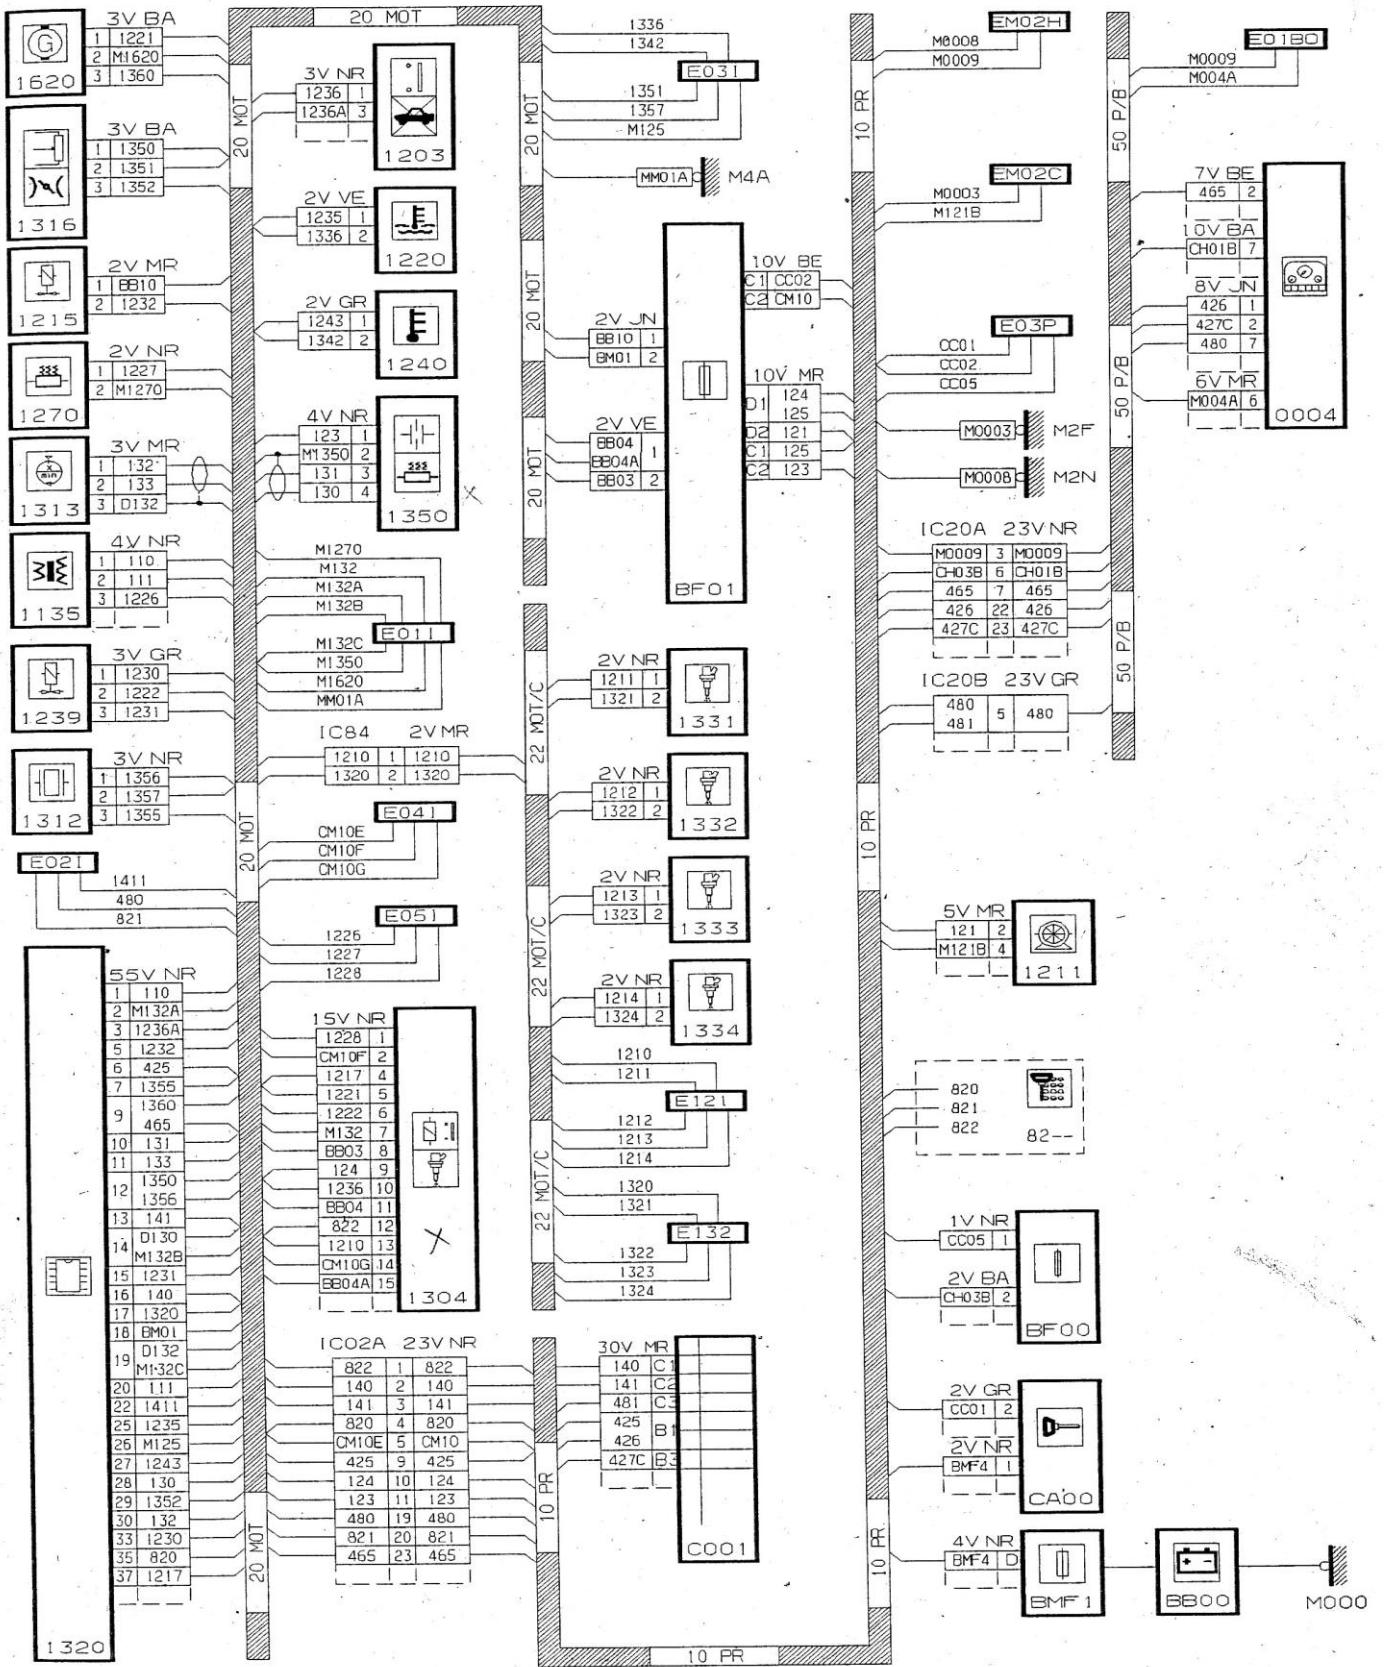 20 MOT
3V BA
1 1221
2 M1620
3 1360
1620
20 MOT
3V BA
1 1350
2 1351
3 1352
1316
2V MR
1 BB10
2 1232
1215
2V NR
1 1227
2 M1270
1270
3V MR
1 132
2 133
3 D132
1313
4V NR
1 110
2 111
3 1226
1135
3V GR
1 1230
2 1222
3 1231
1239
3V NR
1 1356
2 1357
3 1355
1312
20 MOT
E021
1411
480
821
55V NR
1 110
2 M132A
3 1236A
5 1232
6 425
7 1355
9 1360
465
10 131
11 133
12 1350
1356
13 141
14 D130
M132B
15 1231
16 140
17 1320
18 BM01
19 D132
M132C
20 111
22 1411
25 1235
26 M125
27 1243
28 130
29 1352
30 132
33 1230
35 820
37 1217
1320
20 MOT
3V NR
1236 1
1236A 3
1203
2V VE
1235 1
1336 2
1220
2V GR
1243 1
1342 2
1240
4V NR
123 1
M1350 2
131 3
130 4
1350
M1270
M132
M132A
M132B
E011
M132C
M1350
M1620
MM01A
IC84 2V MR
1210 1 1210
1320 2 1320
E041
CM10E
CM10F
CM10G
E051
1226
1227
1228
15V NR
1228 1
CM10F 2
1217 4
1221 5
1222 6
M132 7
BB03 8
124 9
1236 10
BB04 11
822 12
1210 13
CM10G 14
BB04A 15
1304
IC02A 23V NR
822 1 822
140 2 140
141 3 141
820 4 820
CM10E 5 CM10
425 9 425
124 10 124
123 11 123
480 19 480
821 20 821
465 23 465
1336
1342
E031
1351
1357
M125
20 MOT
MM01A
M4A
20 MOT
2V JN
BB10 1
BM01 2
2V VE
BB04
BB04A 1
BB03 2
20 MOT
10V BE
C1 CC02
C2 CM10
10V MR
D1 124
125
D2 121
C1 125
C2 123
BF01
22 MOT/C
2V NR
1211 1
1321 2
1331
2V NR
1212 1
1322 2
1332
2V NR
1213 1
1323 2
1333
22 MOT/C
2V NR
1214 1
1324 2
1334
1210
1211
E121
1212
1213
1214
22 MOT/C
1320
1321
E132
1322
1323
1324
30V MR
140 C1
141 C2
481 C3
425
426 B1
427C B3
C001
10 PR
10 PR
10 PR
EM02H
M0008
M0009
EM02C
M0003
M121B
E03P
CC01
CC02
CC05
M0003
M2F
M0008
M2N
IC20A 23V NR
M0009 3 M0009
CH03B 6 CH01B
465 7 465
426 22 426
427C 23 427C
IC20B 23V GR
480
481 5 480
10 PR
5V MR
121 2
M121B 4
1211
820
821
822
82--
1V NR
CC05 1
2V BA
CH03B 2
BF00
2V GR
CC01 2
2V NR
BMF4 1
CA00
10 PR
4V NR
BMF4 D
BMF1
BB00
M000
50 P/B
E01B0
M0009
M004A
7V BE
465 2
10V BA
CH01B 7
8V JN
426 1
427C 2
480 7
6V MR
M004A 6
0004
50 P/B
50 P/B